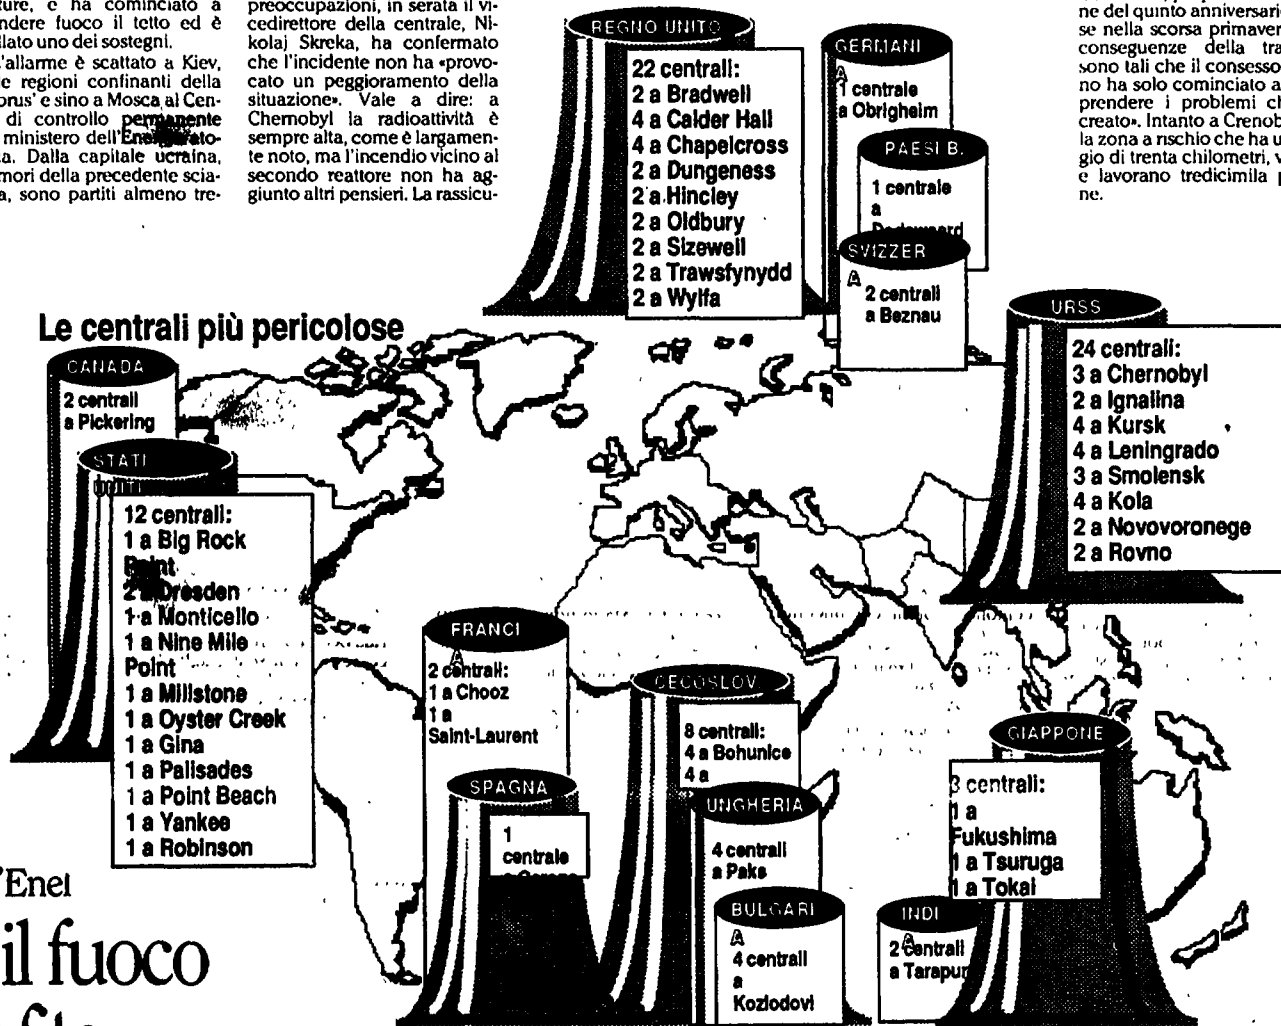 ndere fuoco il tetto ed è
llato uno dei sostegni.
'allarme è scattato a Kiev,
e regioni confinanti della
orus' e sino a Mosca al Cen-
di controllo permanente
ministero
a. Dalla capitale ucraina,
mori della precedente scia-
a, sono partiti almeno tre-
preoccupazioni, in serata il vi-
cedirettore della centrale, Ni-
kolaj Skreka, ha confermato
che l'incidente non ha «provo-
cato un peggioramento della
situazione». Vale a dire: a
Chernobyl la radioattività è
sempre alta, come è largamen-
te noto, ma l'incendio vicino al
secondo reattore non ha ag-
giunto altri pensieri. La rassicu-
ne del quinto anniversario
se nella scorsa primaver
conseguenze della tra
sono tali che il consesso
no ha solo cominciato a
prendere i problemi ch
creato». Intanto a Crenob
la zona a rischio che ha u
gio di trenta chilometri, v
e lavorano tredicimila p
ne.
Le centrali più pericolose
REGNO UNITO
22 centrali:
2 a Bradwell
4 a Calder Hall
4 a Chapelcross
2 a Dungeness
2 a Hincley
2 a Oldbury
2 a Sizewell
2 a Trawsfynydd
2 a Wylfa
GERMANI
A
1 centrale
a Obrigheim
PAESI B.
1 centrale
a
SVIZZER
A
2 centrali
a Beznau
URSS
24 centrali:
3 a Chernobyl
2 a Ignalina
4 a Kursk
4 a Leningrado
3 a Smolensk
4 a Kola
2 a Novovoronege
2 a Rovno
CANADA
2 centrali
a Pickering
STATI
12 centrali:
1 a Big Rock
Point
2 a Dresden
1 a Monticello
1 a Nine Mile
Point
1 a Millstone
1 a Oyster Creek
1 a Gina
1 a Palisades
1 a Point Beach
1 a Yankee
1 a Robinson
FRANCI
A
2 centrali:
1 a Chooz
1 a
Saint-Laurent
SPAGNA
1
centrale
CECOSLOV.
8 centrali:
4 a Bohunice
4 a
UNGHERIA
4 centrali
a Paks
BULGARI
A
4 centrali
a
Kozlodovi
INDI
A
2 centrali
a Tarapur
GIAPPONE
3 centrali:
1 a
Fukushima
1 a Tsuruga
1 a Tokai
'Enel
il fuoco